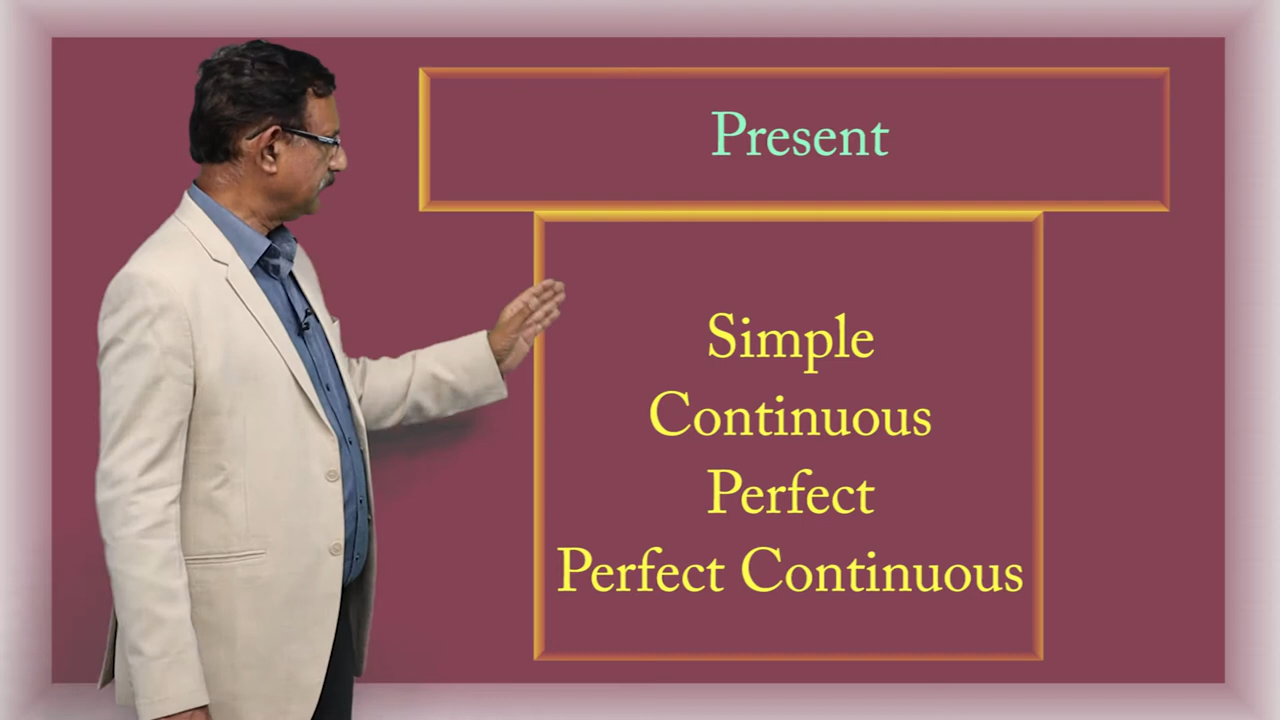 Present
Simple
Continuous
Perfect
Perfect Continuous